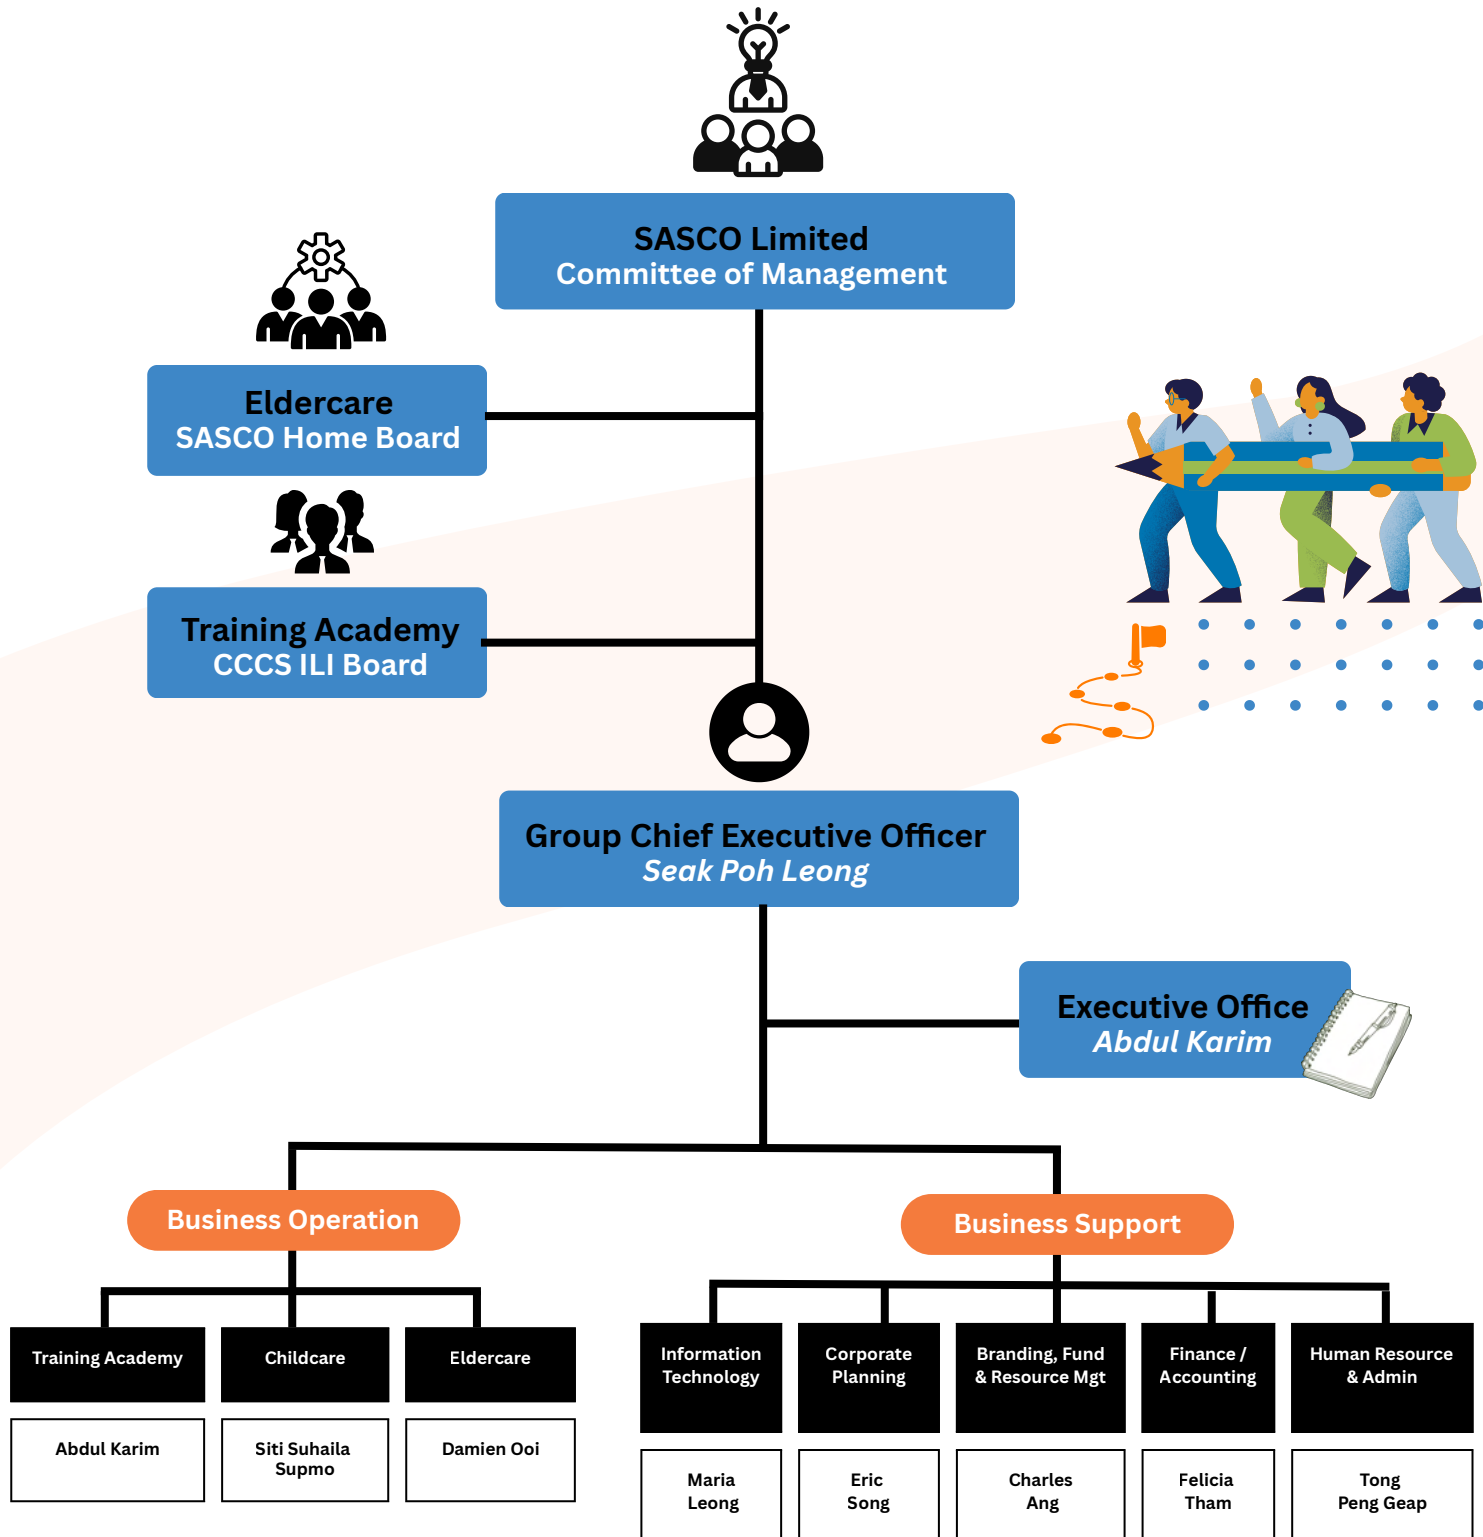 SASCO Limited
Committee of Management
Eldercare
SASCO Home Board
Training Academy
CCCS ILI Board
Group Chief Executive Officer
Seak Poh Leong
Executive Office
Abdul Karim
Business Operation
Business Support
Training Academy
Abdul Karim
Childcare
Siti Suhaila
Supmo
Eldercare
Damien Ooi
Information
Technology
Maria
Leong
Corporate
Planning
Eric
Song
Branding, Fund
& Resource Mgt
Charles
Ang
Finance /
Accounting
Felicia
Tham
Human Resource
& Admin
Tong
Peng Geap